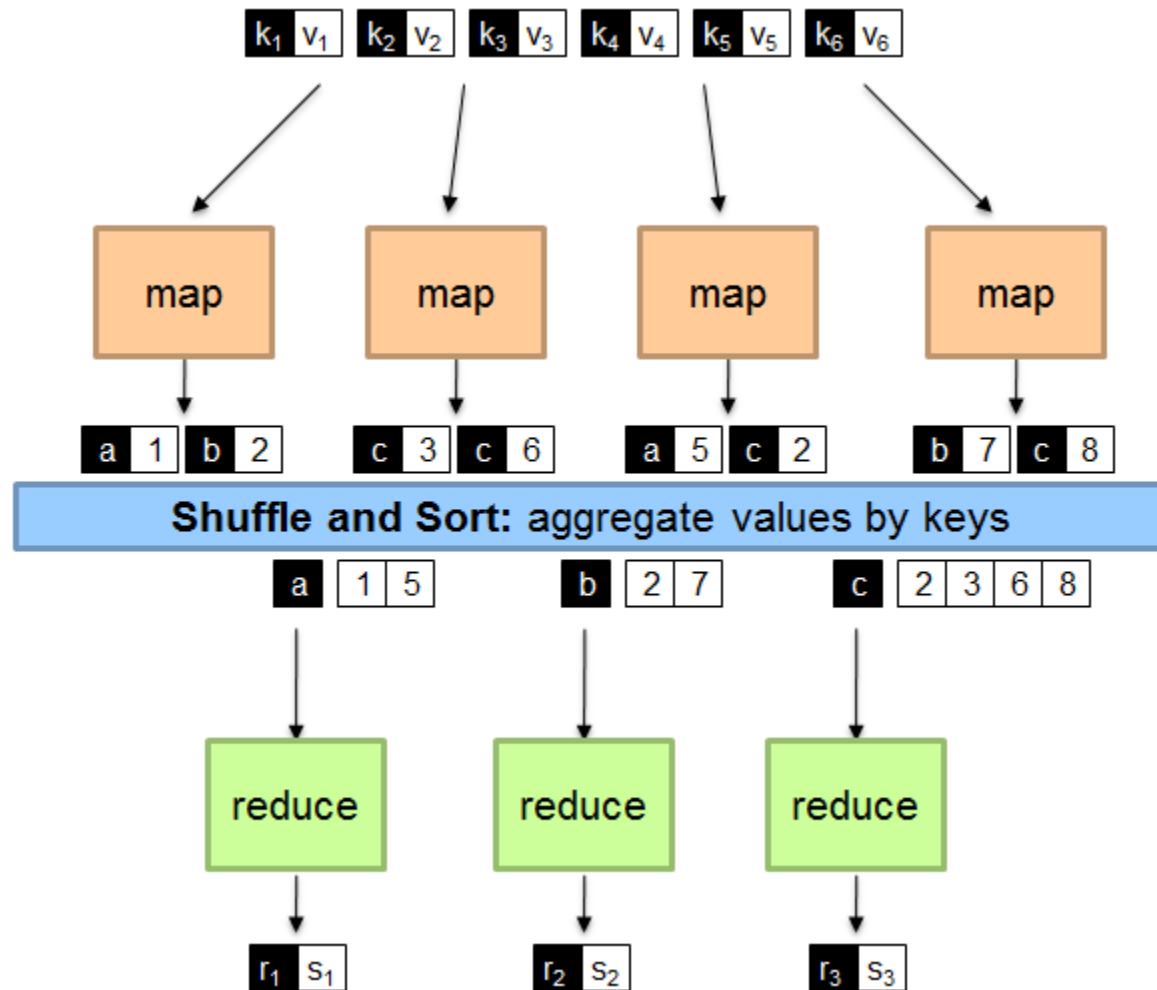 k₁ v₁ k₂ v₂ k₃ v₃ k₄ v₄ k₅ v₅ k₆ v₆
map map map map
a 1 b 2 c 3 c 6 a 5 c 2 b 7 c 8
Shuffle and Sort: aggregate values by keys
a 1 5 b 2 7 c 2 3 6 8
reduce reduce reduce
r₁ s₁ r₂ s₂ r₃ s₃